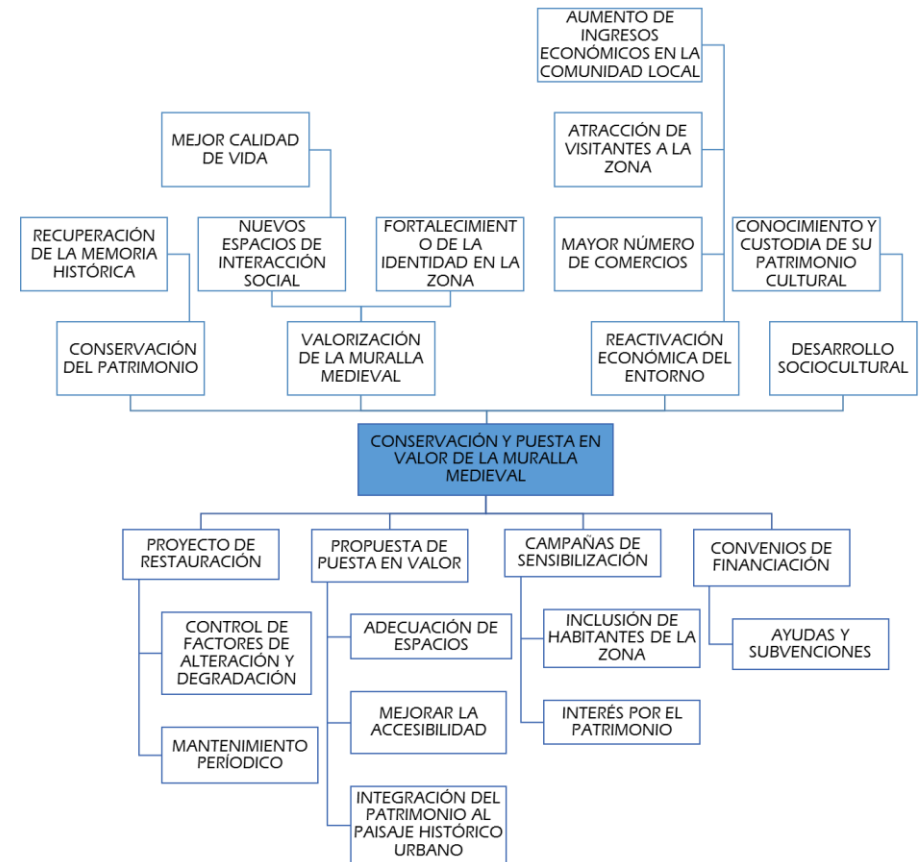 AUMENTO DE
INGRESOS
ECONÓMICOS EN LA
COMUNIDAD LOCAL
MEJOR CALIDAD
DE VIDA
ATRACCIÓN DE
VISITANTES A LA
ZONA
RECUPERACIÓN
DE LA MEMORIA
HISTÓRICA
NUEVOS
ESPACIOS DE
INTERACCIÓN
SOCIAL
FORTALECIMIENT
O DE LA
IDENTIDAD EN LA
ZONA
MAYOR NÚMERO
DE COMERCIOS
CONOCIMIENTO Y
CUSTODIA DE SU
PATRIMONIO
CULTURAL
CONSERVACIÓN
DEL PATRIMONIO
VALORIZACIÓN
DE LA MURALLA
MEDIEVAL
REACTIVACIÓN
ECONÓMICA DEL
ENTORNO
DESARROLLO
SOCIOCULTURAL
CONSERVACIÓN Y PUESTA EN
VALOR DE LA MURALLA
MEDIEVAL
PROYECTO DE
RESTAURACIÓN
PROPUESTA DE
PUESTA EN VALOR
CAMPAÑAS DE
SENSIBILIZACIÓN
CONVENIOS DE
FINANCIACIÓN
CONTROL DE
FACTORES DE
ALTERACIÓN Y
DEGRADACIÓN
ADECUACIÓN DE
ESPACIOS
INCLUSIÓN DE
HABITANTES DE LA
ZONA
AYUDAS Y
SUBVENCIONES
MANTENIMIENTO
PERÍODICO
MEJORAR LA
ACCESIBILIDAD
INTERÉS POR EL
PATRIMONIO
INTEGRACIÓN DEL
PATRIMONIO AL
PAISAJE HISTÓRICO
URBANO